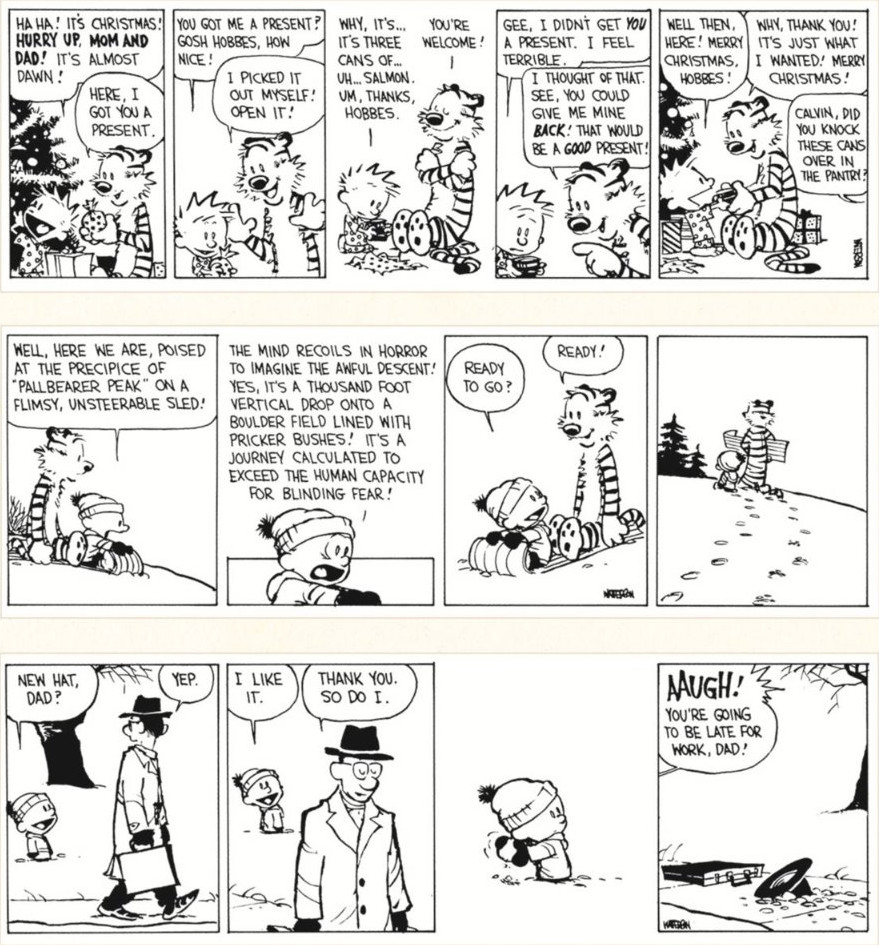 HA HA! IT'S CHRISTMAS!
HURRY UP, MOM AND
DAD! IT'S ALMOST
DAWN!
HERE, I
GOT YOU A
PRESENT.
YOU GOT ME A PRESENT?
GOSH HOBBES, HOW
NICE!
I PICKED IT
OUT MYSELF!
OPEN IT!
WHY, IT'S...
IT'S THREE
CANS OF...
UH... SALMON.
UM, THANKS,
HOBBES.
YOU'RE
WELCOME!
GEE, I DIDN'T GET YOU
A PRESENT. I FEEL
TERRIBLE.
I THOUGHT OF THAT.
SEE, YOU COULD
GIVE ME MINE
BACK! THAT WOULD
BE A GOOD PRESENT!
WELL THEN,
HERE! MERRY
CHRISTMAS,
HOBBES!
WHY, THANK YOU!
IT'S JUST WHAT
I WANTED! MERRY
CHRISTMAS!
CALVIN, DID
YOU KNOCK
THESE CANS
OVER IN
THE PANTRY?
WATTERSON
WELL, HERE WE ARE, POISED
AT THE PRECIPICE OF
"PALLBEARER PEAK" ON A
FLIMSY, UNSTEERABLE SLED!
THE MIND RECOILS IN HORROR
TO IMAGINE THE AWFUL DESCENT!
YES, IT'S A THOUSAND FOOT
VERTICAL DROP ONTO A
BOULDER FIELD LINED WITH
PRICKER BUSHES! IT'S A
JOURNEY CALCULATED TO
EXCEED THE HUMAN CAPACITY
FOR BLINDING FEAR!
READY
TO GO?
READY!
WATTERSON
NEW HAT,
DAD?
YEP.
I LIKE
IT.
THANK YOU.
SO DO I.
AAUGH!
YOU'RE GOING
TO BE LATE FOR
WORK, DAD!
WATTERSON